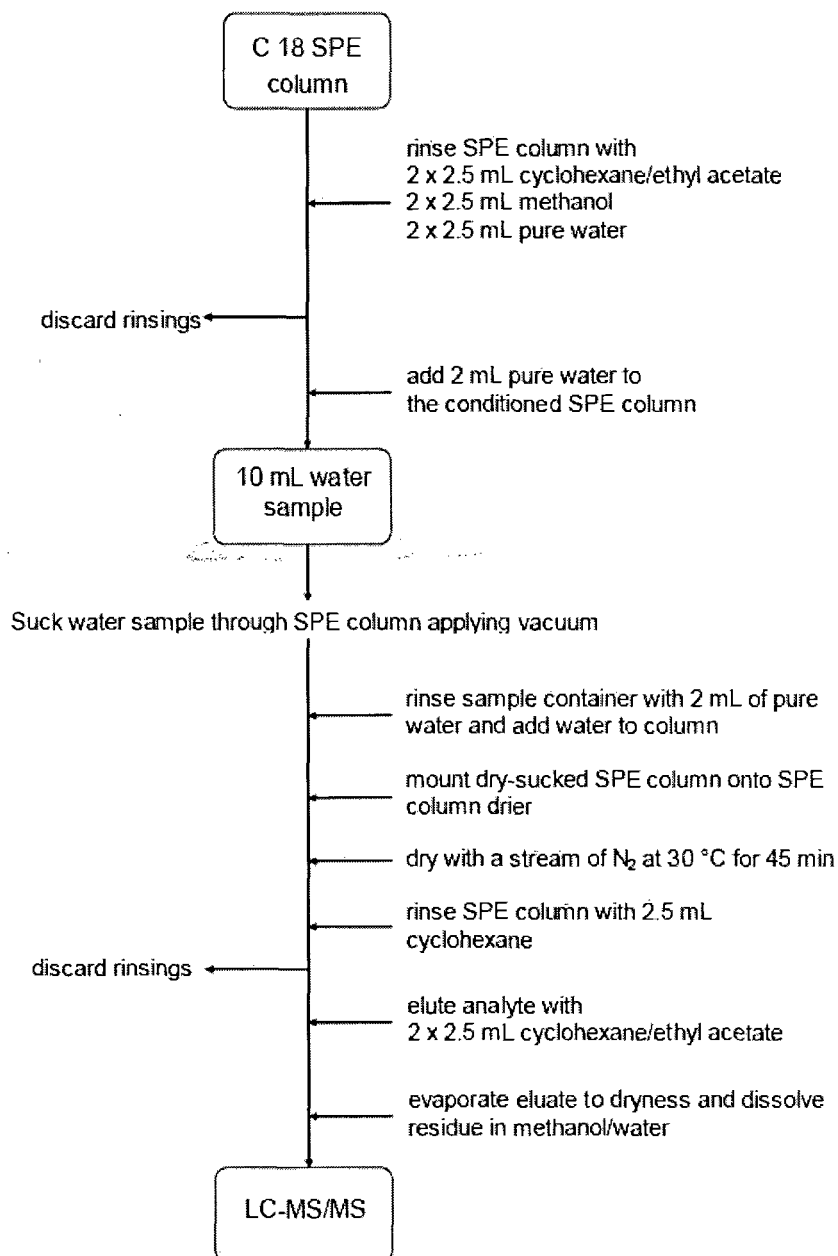 C 18 SPE
column
rinse SPE column with
2 x 2.5 mL cyclohexane/ethyl acetate
2 x 2.5 mL methanol
2 x 2.5 mL pure water
discard rinsings
add 2 mL pure water to
the conditioned SPE column
10 mL water
sample
Suck water sample through SPE column applying vacuum
rinse sample container with 2 mL of pure
water and add water to column
mount dry-sucked SPE column onto SPE
column drier
dry with a stream of N₂ at 30 °C for 45 min
rinse SPE column with 2.5 mL
cyclohexane
discard rinsings
elute analyte with
2 x 2.5 mL cyclohexane/ethyl acetate
evaporate eluate to dryness and dissolve
residue in methanol/water
LC-MS/MS